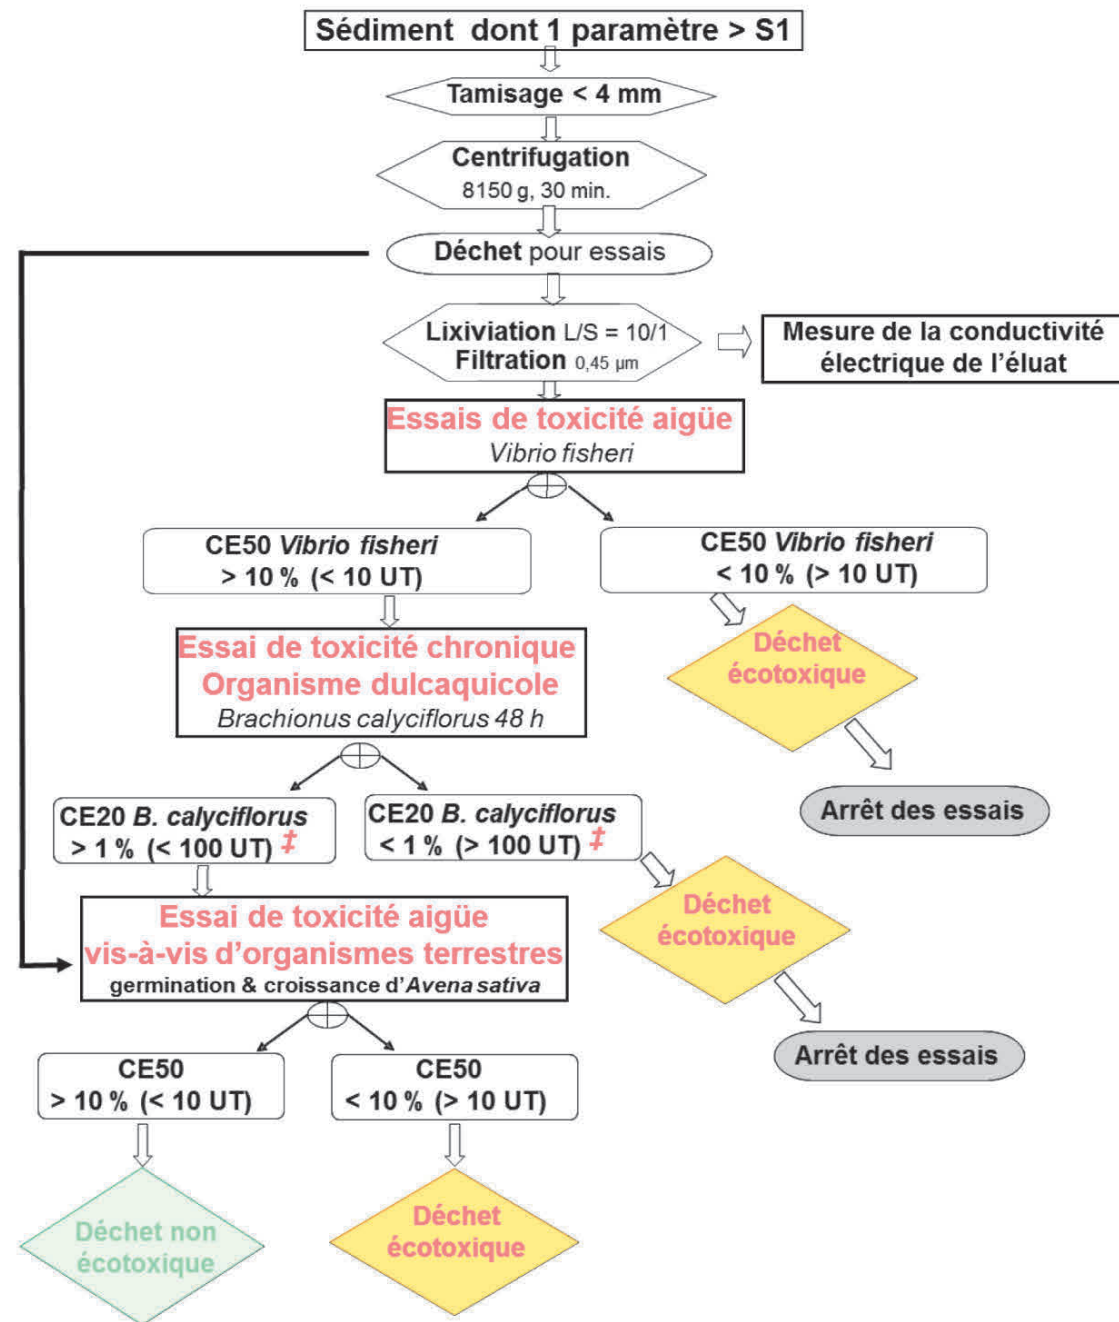 Sédiment dont 1 paramètre > S1
Tamisage < 4 mm
Centrifugation
8150 g, 30 min.
Déchet pour essais
Lixiviation L/S = 10/1
Filtration 0,45 µm
Mesure de la conductivité
électrique de l'éluat
Essais de toxicité aigüe
Vibrio fisheri
CE50 Vibrio fisheri
> 10 % (< 10 UT)
CE50 Vibrio fisheri
< 10 % (> 10 UT)
Déchet
écotoxique
Arrêt des essais
Essai de toxicité chronique
Organisme dulcaquicole
Brachionus calyciflorus 48 h
CE20 B. calyciflorus
> 1 % (< 100 UT) ‡
CE20 B. calyciflorus
< 1 % (> 100 UT) ‡
Déchet
écotoxique
Arrêt des essais
Essai de toxicité aigüe
vis-à-vis d'organismes terrestres
germination & croissance d'Avena sativa
CE50
> 10 % (< 10 UT)
CE50
< 10 % (> 10 UT)
Déchet non
écotoxique
Déchet
écotoxique